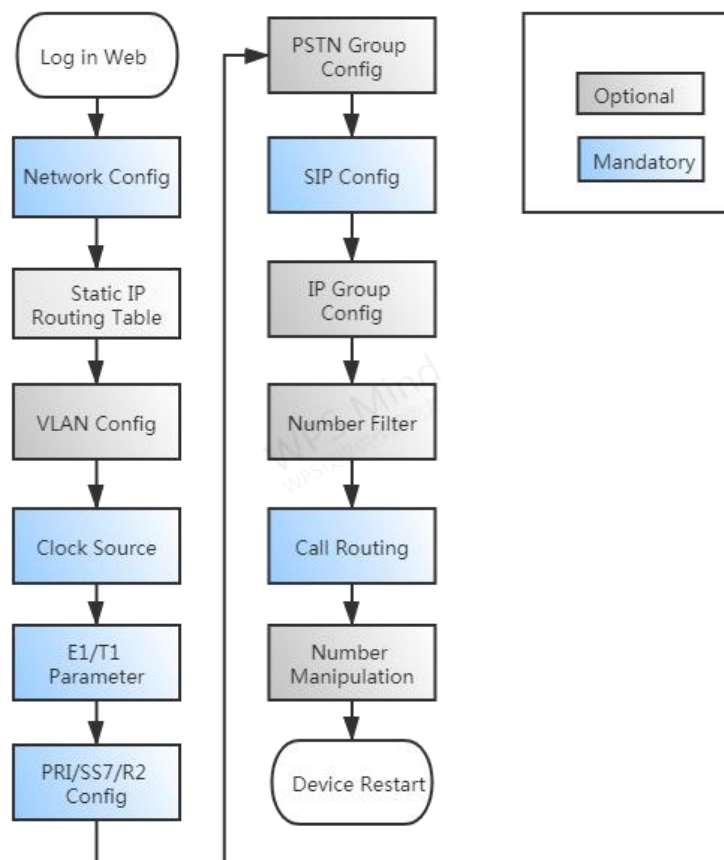 Log in Web
Network Config
Static IP
Routing Table
VLAN Config
Clock Source
E1/T1
Parameter
PRI/SS7/R2
Config
PSTN Group
Config
SIP Config
IP Group
Config
Number Filter
Call Routing
Number
Manipulation
Device Restart
Optional
Mandatory
WPS Mind